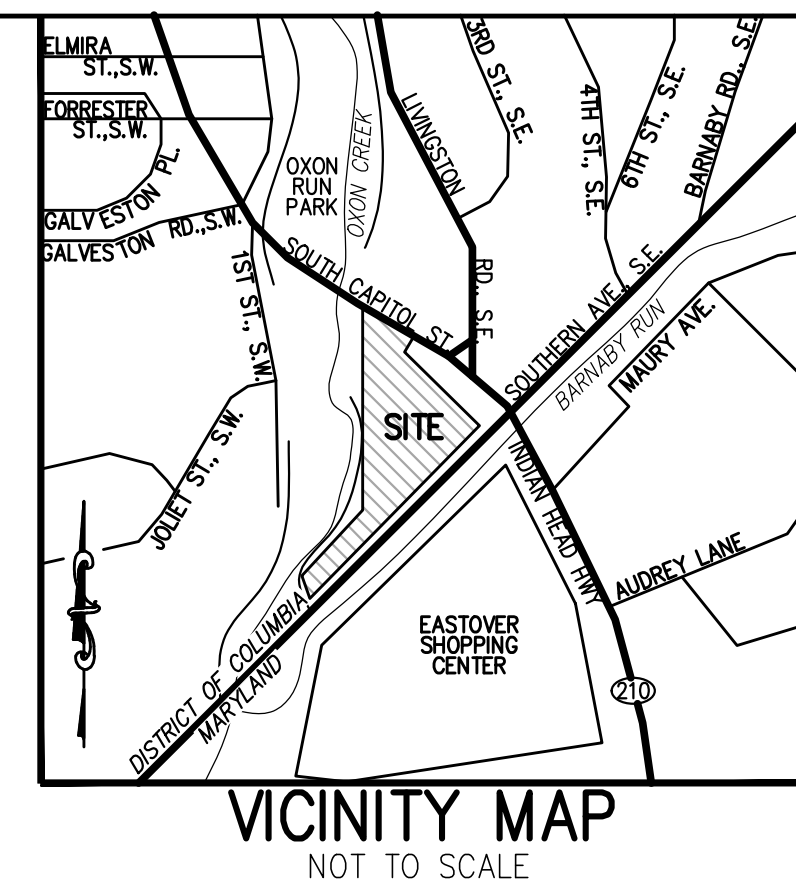 ELMIRA
ST.,S.W.
FORRESTER
ST.,S.W.
GALVESTON PL.
GALVESTON RD.,S.W.
1ST ST., S.W.
JOLIET ST., S.W.
OXON
RUN
PARK
OXON CREEK
LIVINGSTON
RD., S.E.
3RD ST., S.E.
4TH ST., S.E.
6TH ST., S.E.
BARNABY RD., S.E.
SOUTH CAPITOL ST.
SOUTHERN AVE., S.E.
BARNABY RUN
MAURY AVE.
SITE
INDIAN HEAD HWY
AUDREY LANE
EASTOVER
SHOPPING
CENTER
210
DISTRICT OF COLUMBIA
MARYLAND
VICINITY MAP
NOT TO SCALE